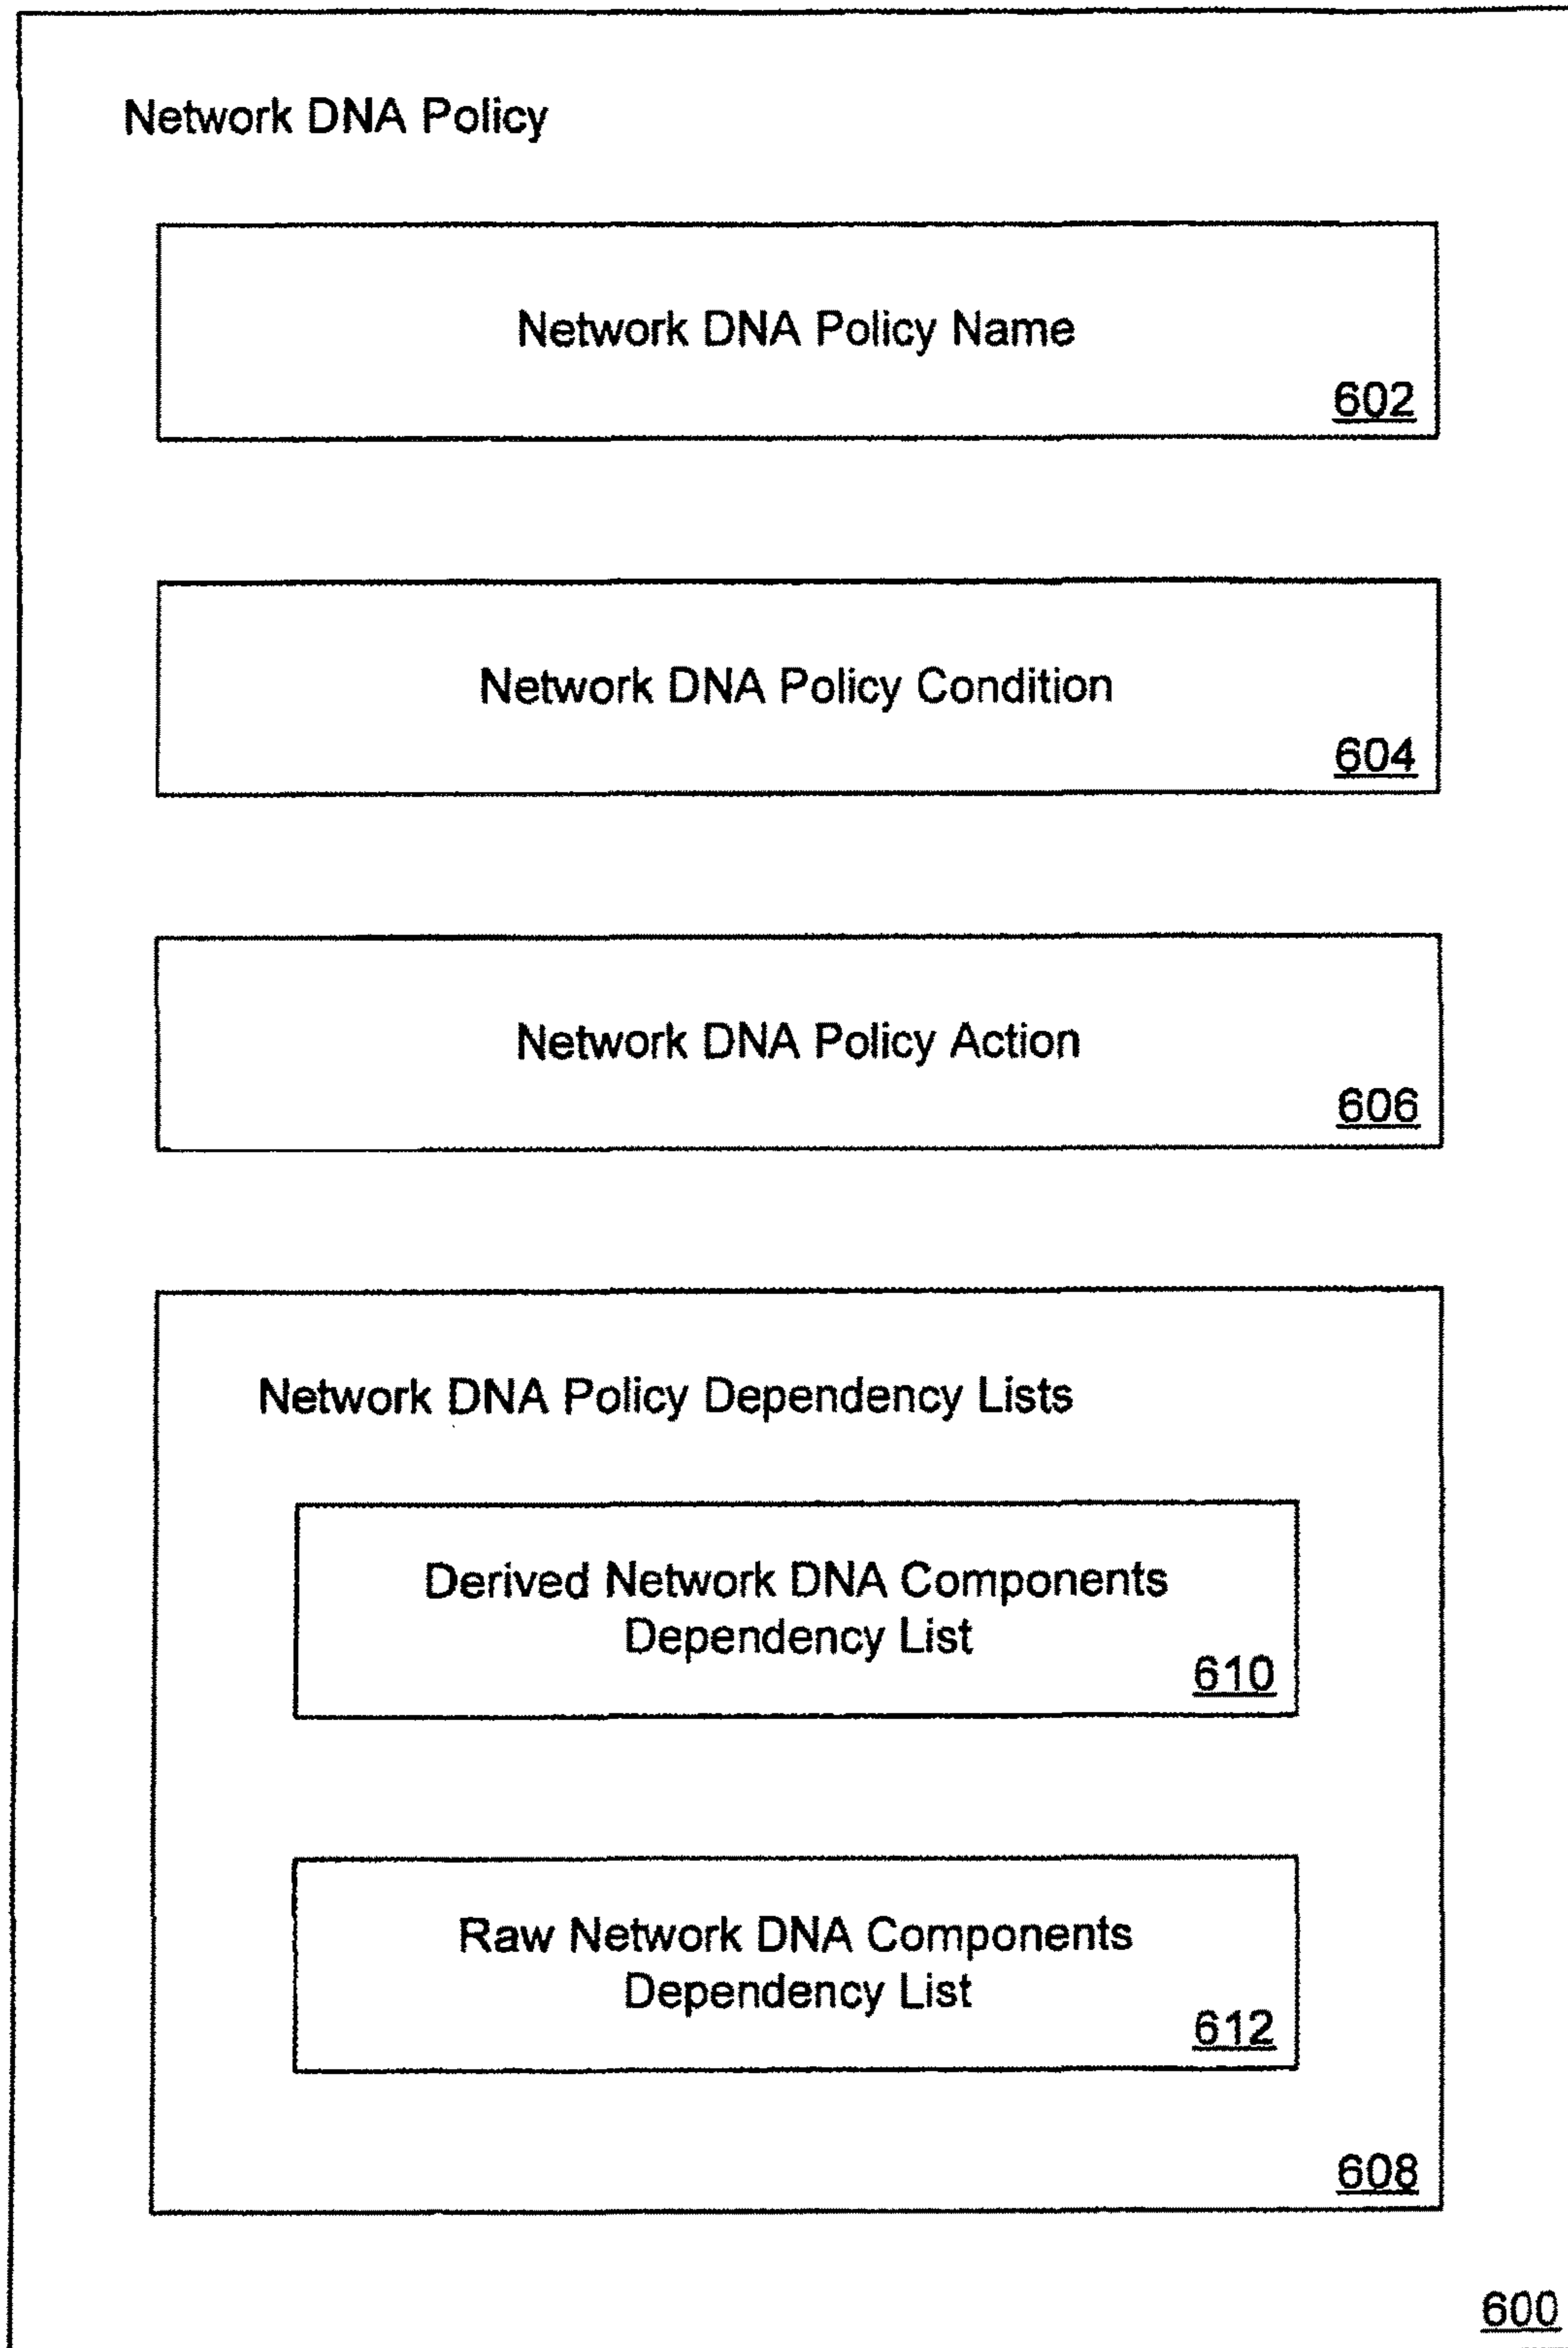 Network DNA Policy
Network DNA Policy Name
602
Network DNA Policy Condition
604
Network DNA Policy Action
606
Network DNA Policy Dependency Lists
Derived Network DNA Components
Dependency List
610
Raw Network DNA Components
Dependency List
612
608
600